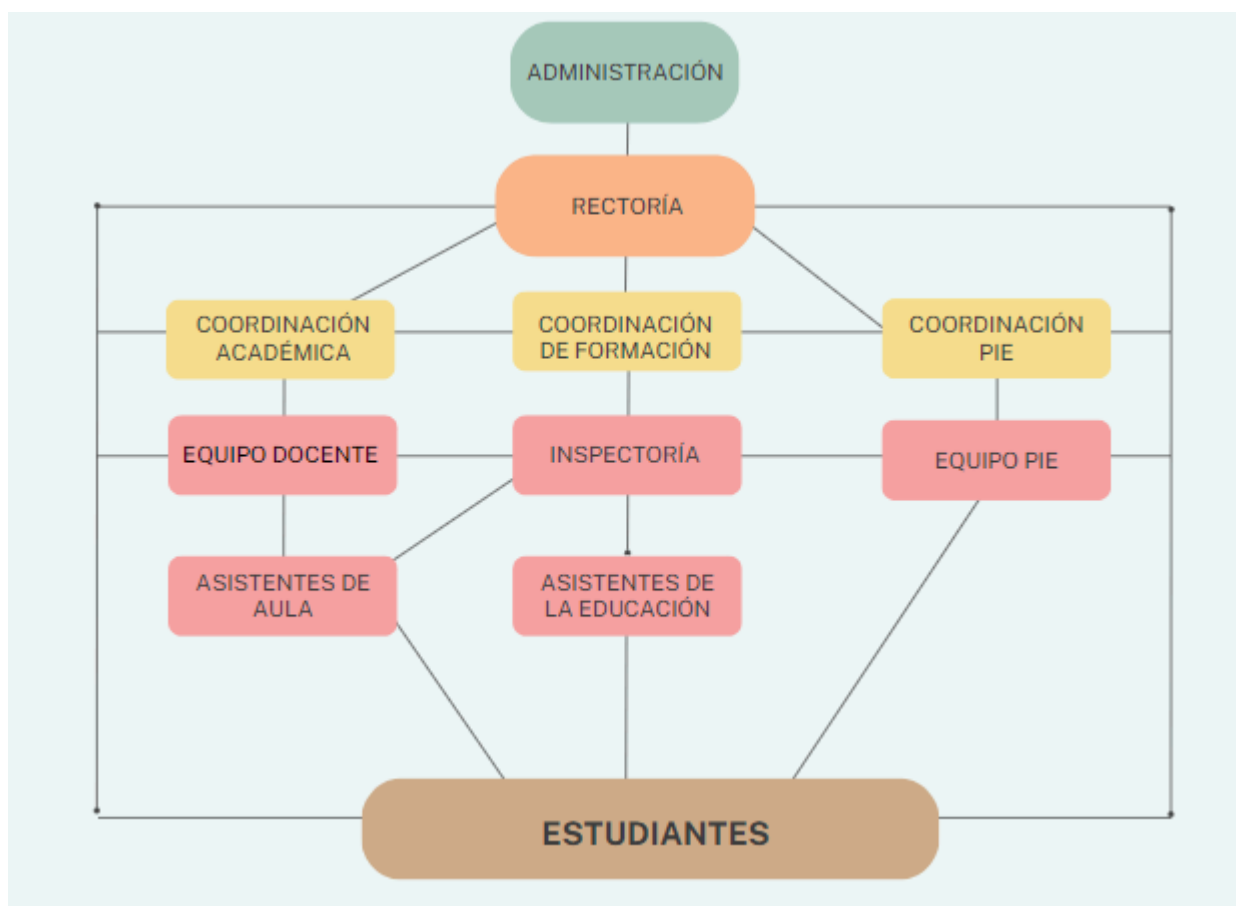 ADMINISTRACIÓN
RECTORÍA
COORDINACIÓN
ACADÉMICA
COORDINACIÓN
DE FORMACIÓN
COORDINACIÓN
PIE
EQUIPO DOCENTE
INSPECTORÍA
EQUIPO PIE
ASISTENTES DE
AULA
ASISTENTES DE
LA EDUCACIÓN
ESTUDIANTES